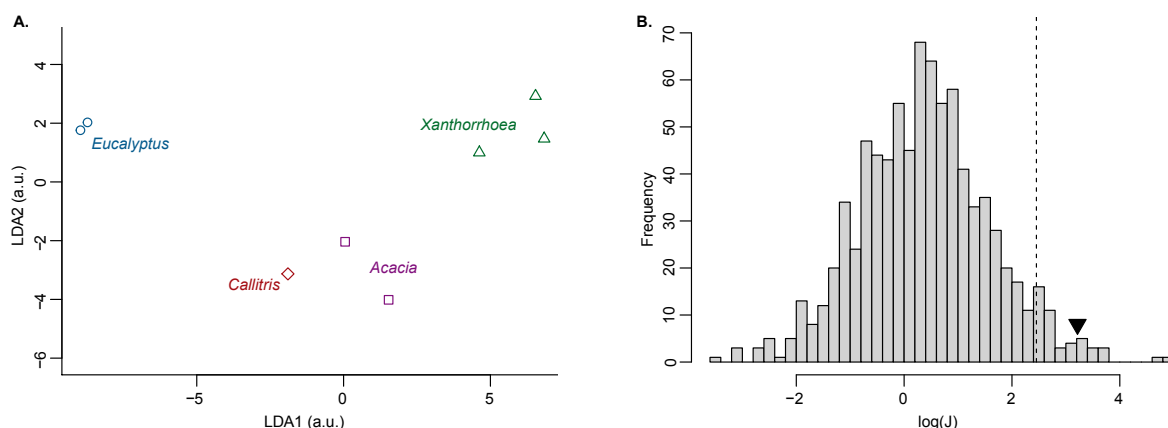 A.
4
2
0
−2
−4
−6
LDA2 (a.u.)
Eucalyptus
Xanthorrhoea
Callitris
Acacia
−5 0 5
LDA1 (a.u.)
B.
70
60
50
40
30
20
10
0
Frequency
−2 0 2 4
log(J)